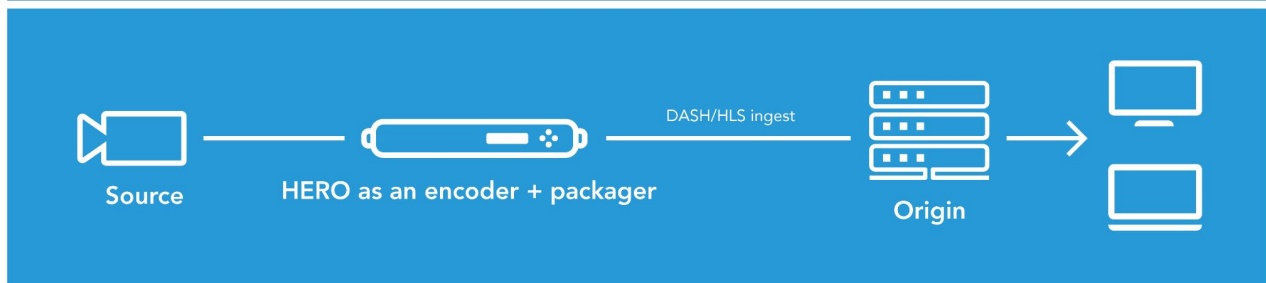 DASH/HLS ingest
Source
HERO as an encoder + packager
Origin